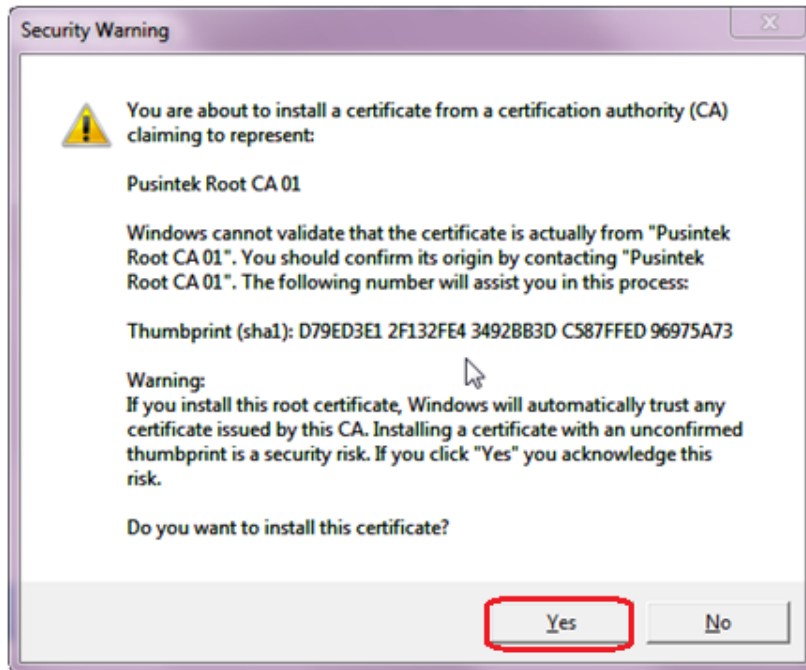 Security Warning
You are about to install a certificate from a certification authority (CA)
claiming to represent:
Pusintek Root CA 01
Windows cannot validate that the certificate is actually from "Pusintek
Root CA 01". You should confirm its origin by contacting "Pusintek
Root CA 01". The following number will assist you in this process:
Thumbprint (sha1): D79ED3E1 2F132FE4 3492BB3D C587FFED 96975A73
Warning:
If you install this root certificate, Windows will automatically trust any
certificate issued by this CA. Installing a certificate with an unconfirmed
thumbprint is a security risk. If you click "Yes" you acknowledge this
risk.
Do you want to install this certificate?
Yes
No